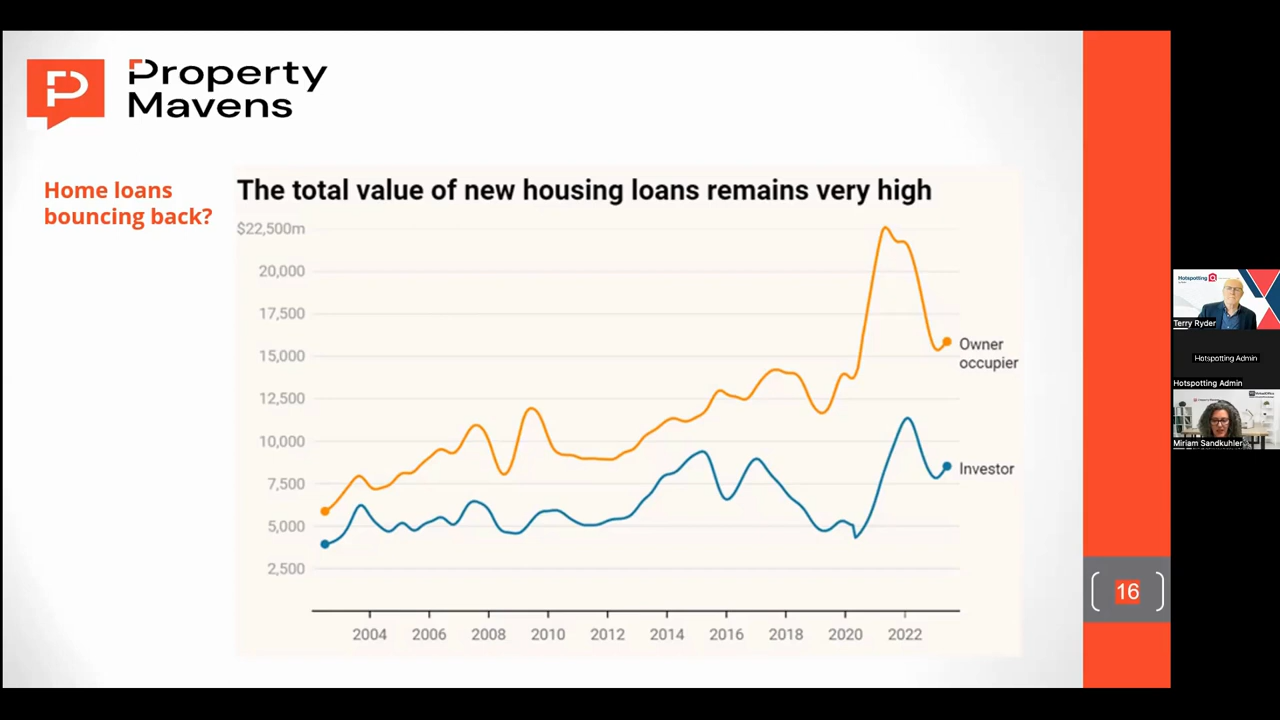 Property
Mavens
Home loans
bouncing back?
The total value of new housing loans remains very high
$22,500m
20,000
17,500
15,000
12,500
10,000
7,500
5,000
2,500
Owner
occupier
Investor
2004 2006 2008 2010 2012 2014 2016 2018 2020 2022
16
Hotspotting
Terry Ryder
Hotspotting Admin
Hotspotting Admin
Miriam Sandkuhler